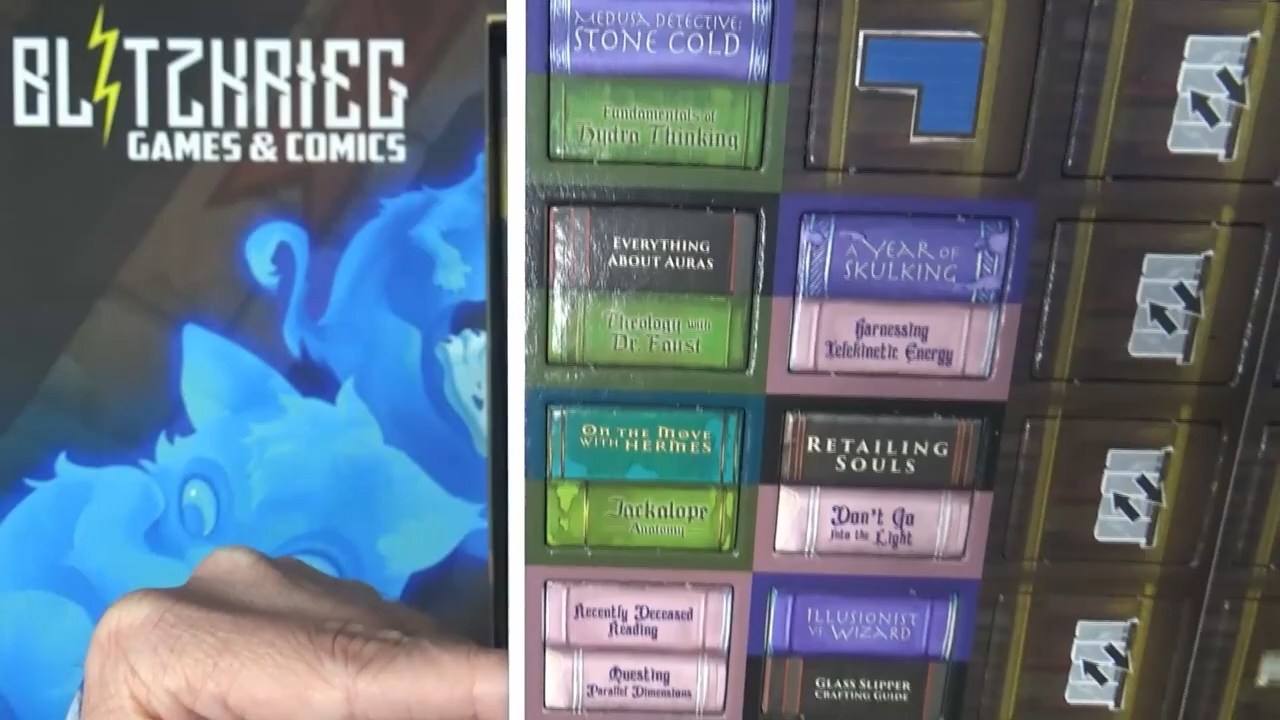 BLITZKRIEG
GAMES & COMICS
MEDUSA DETECTIVE:
STONE COLD
Fundamentals of
Hydro Thinking
EVERYTHING
ABOUT AURAS
Theology with
Dr. Faust
A YEAR OF
SKULKING
Harnessing
Telekinetic Energy
ON THE MOVE
WITH HERMES
Jackalope
Anatomy
RETAILING
SOULS
Don't Go
Into the Light
Recently Deceased
Reading
Questing
Parallel Dimensions
ILLUSIONIST
VS WIZARD
GLASS SLIPPER
CRAFTING GUIDE